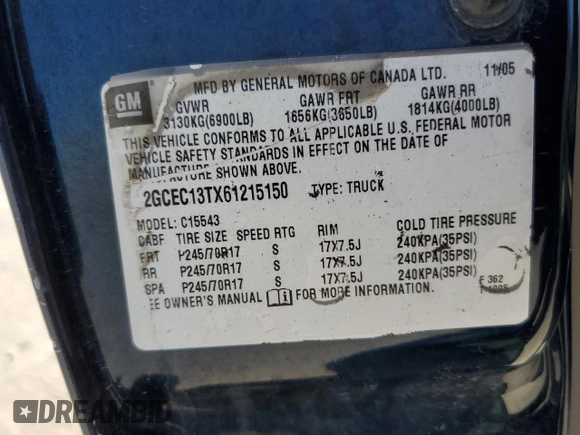 MFD BY GENERAL MOTORS OF CANADA LTD. 11/05
GM
GVWR GAWR FRT GAWR RR
3130KG(6900LB) 1656KG(3650LB) 1814KG(4000LB)
THIS VEHICLE CONFORMS TO ALL APPLICABLE U.S. FEDERAL MOTOR
VEHICLE SAFETY STANDARDS IN EFFECT ON THE DATE OF
MANUFACTURE SHOWN ABOVE.
2GCEC13TX61215150 TYPE: TRUCK
MODEL: C15543
CABF TIRE SIZE SPEED RTG RIM COLD TIRE PRESSURE
FRT P245/70R17 S 17X7.5J 240KPA(35PSI)
RR P245/70R17 S 17X7.5J 240KPA(35PSI)
SPA P245/70R17 S 17X7.5J 240KPA(35PSI)
EE OWNER'S MANUAL FOR MORE INFORMATION.
F 362
DREAMBID